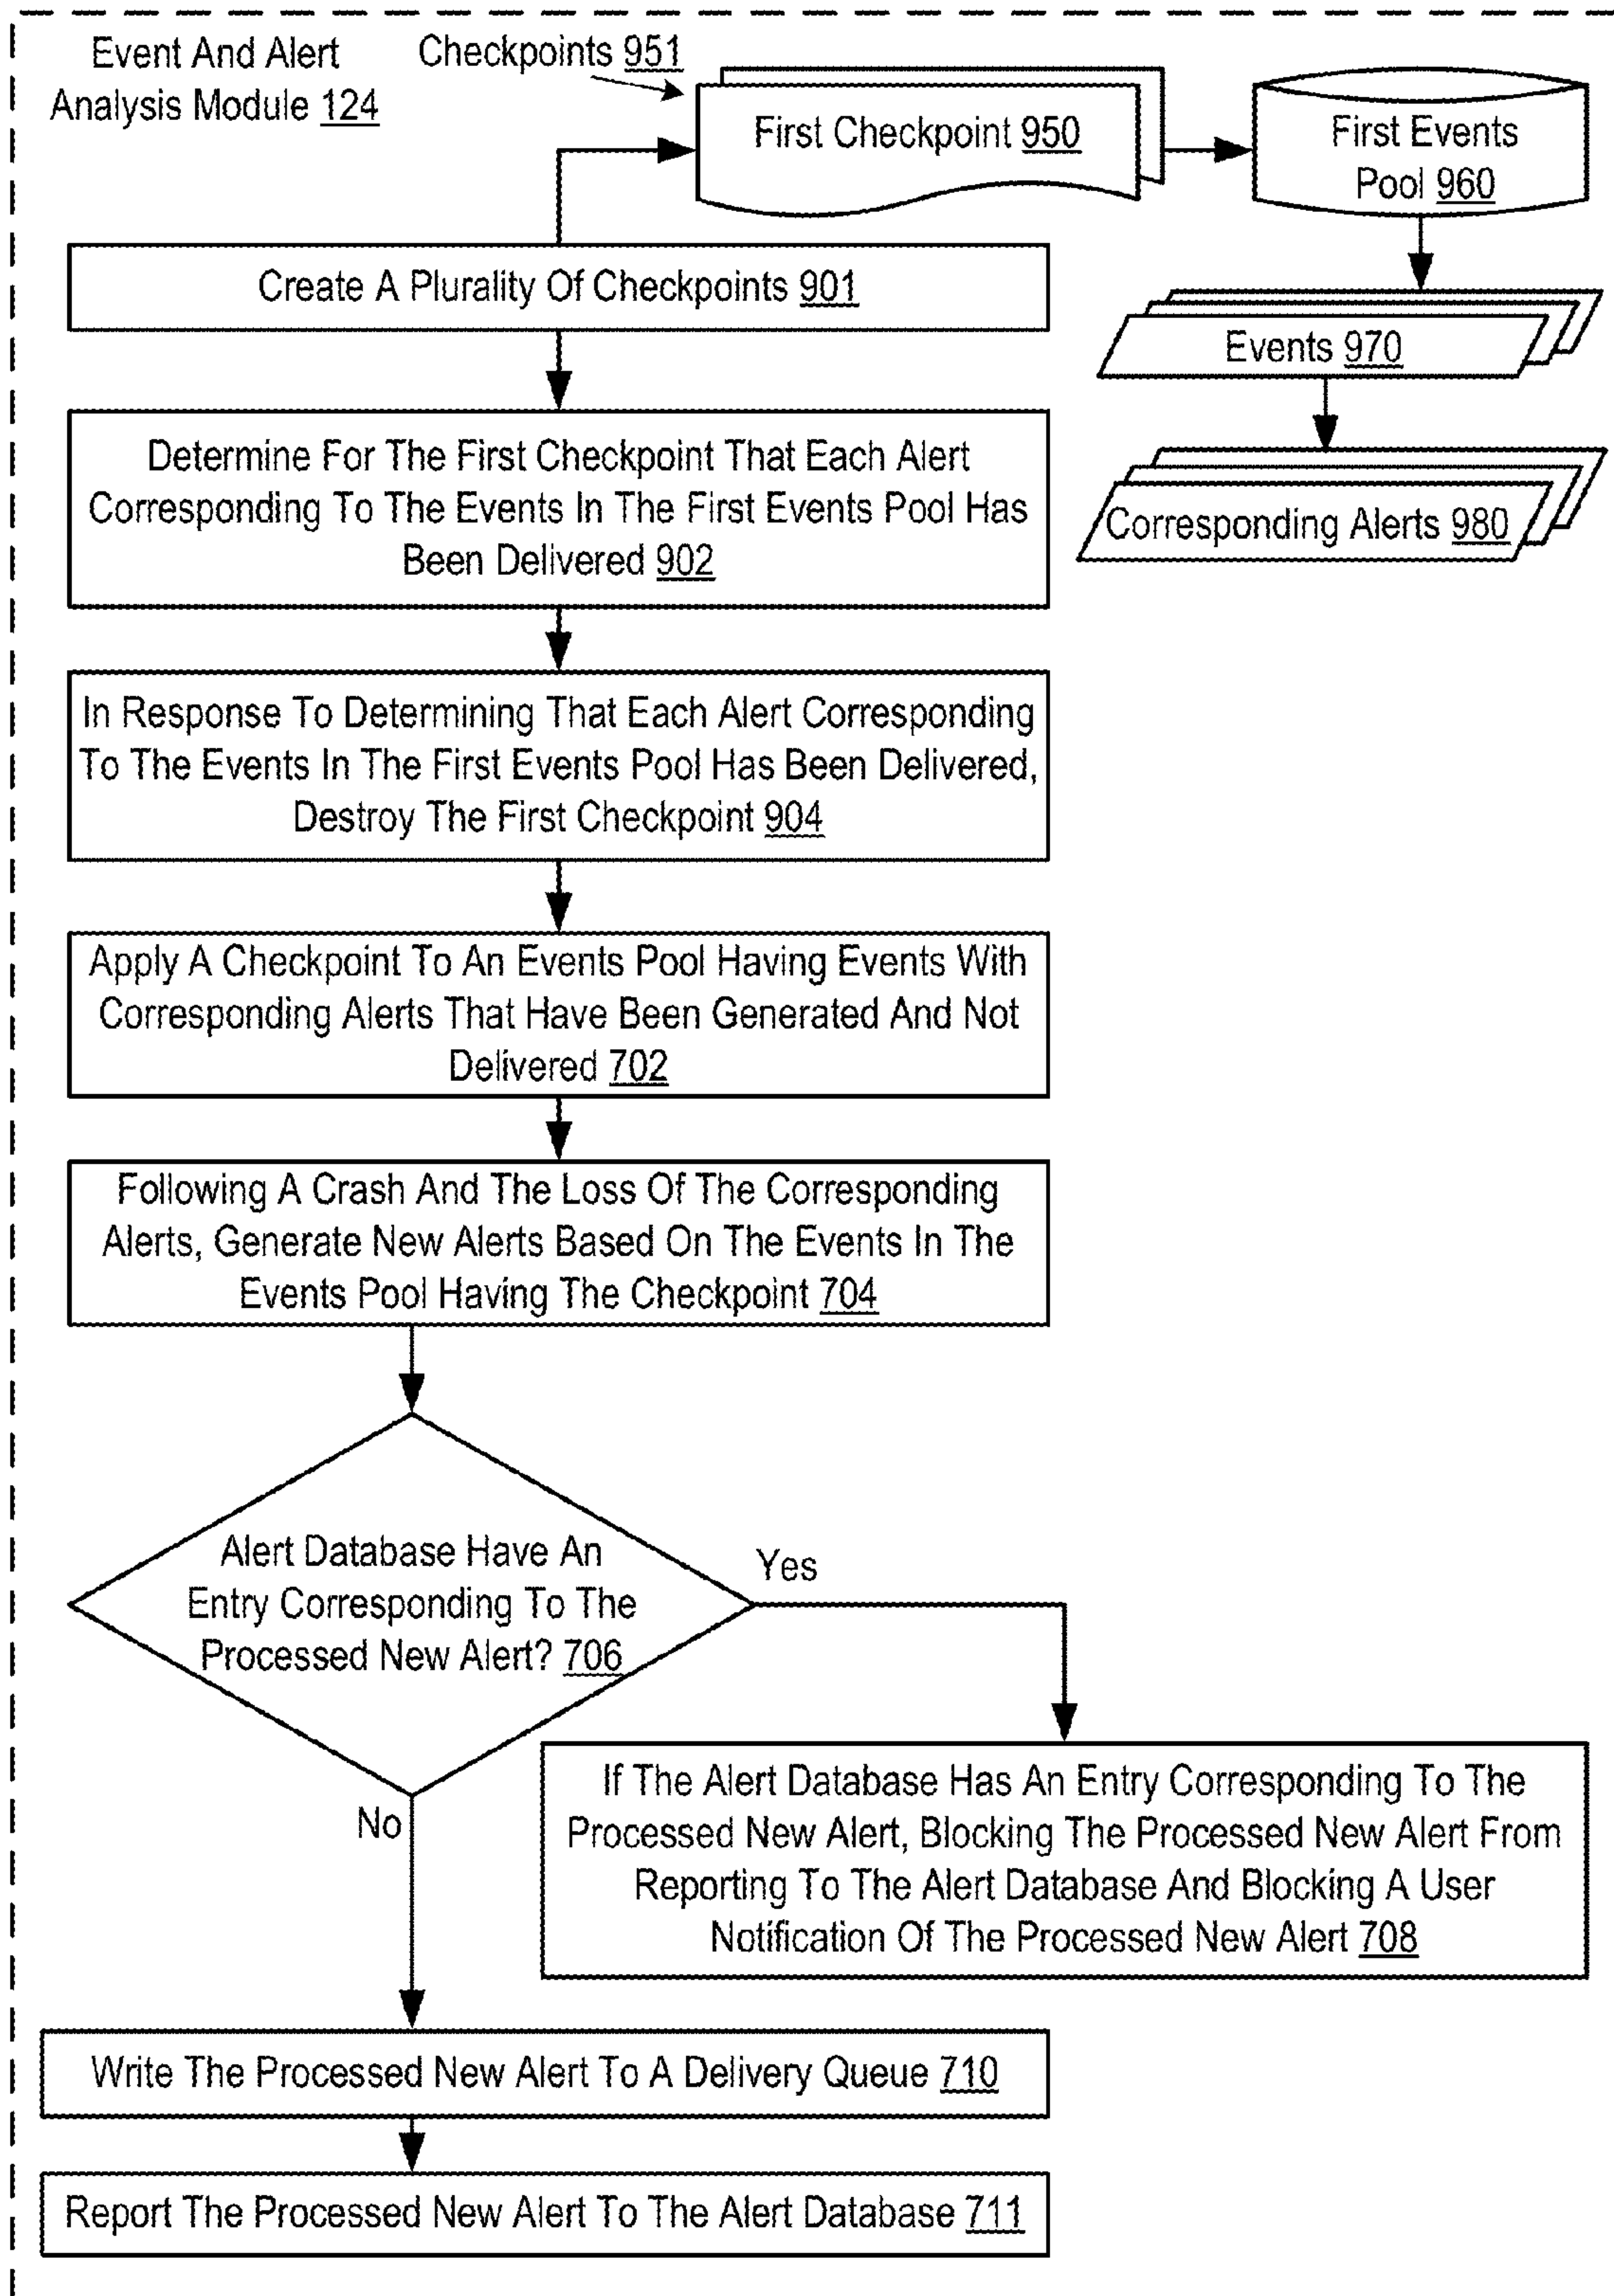 Event And Alert
Analysis Module 124
Checkpoints 951
First Checkpoint 950
First Events
Pool 960
Create A Plurality Of Checkpoints 901
Events 970
Determine For The First Checkpoint That Each Alert
Corresponding To The Events In The First Events Pool Has
Been Delivered 902
Corresponding Alerts 980
In Response To Determining That Each Alert Corresponding
To The Events In The First Events Pool Has Been Delivered,
Destroy The First Checkpoint 904
Apply A Checkpoint To An Events Pool Having Events With
Corresponding Alerts That Have Been Generated And Not
Delivered 702
Following A Crash And The Loss Of The Corresponding
Alerts, Generate New Alerts Based On The Events In The
Events Pool Having The Checkpoint 704
Alert Database Have An
Entry Corresponding To The
Processed New Alert? 706
Yes
No
If The Alert Database Has An Entry Corresponding To The
Processed New Alert, Blocking The Processed New Alert From
Reporting To The Alert Database And Blocking A User
Notification Of The Processed New Alert 708
Write The Processed New Alert To A Delivery Queue 710
Report The Processed New Alert To The Alert Database 711